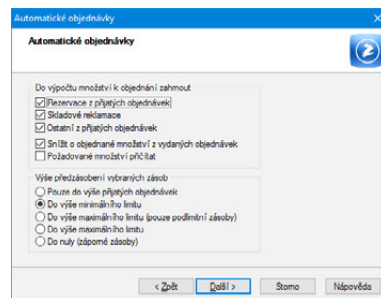 Automatické objednávky
Automatické objednávky
Do výpočtu množství k objednání zahrnout
Rezervace z přijatých objednávek
Skladové reklamace
Ostatní z přijatých objednávek
Snížit o objednané množství z vydaných objednávek
Požadované množství přičítat
Výše předzásobení vybraných zásob
Pouze do výše přijatých objednávek
Do výše minimálního limitu
Do výše maximálního limitu (pouze podlimitní zásoby)
Do výše maximálního limitu
Do nuly (záporné zásoby)
< Zpět Další > Storno Nápověda